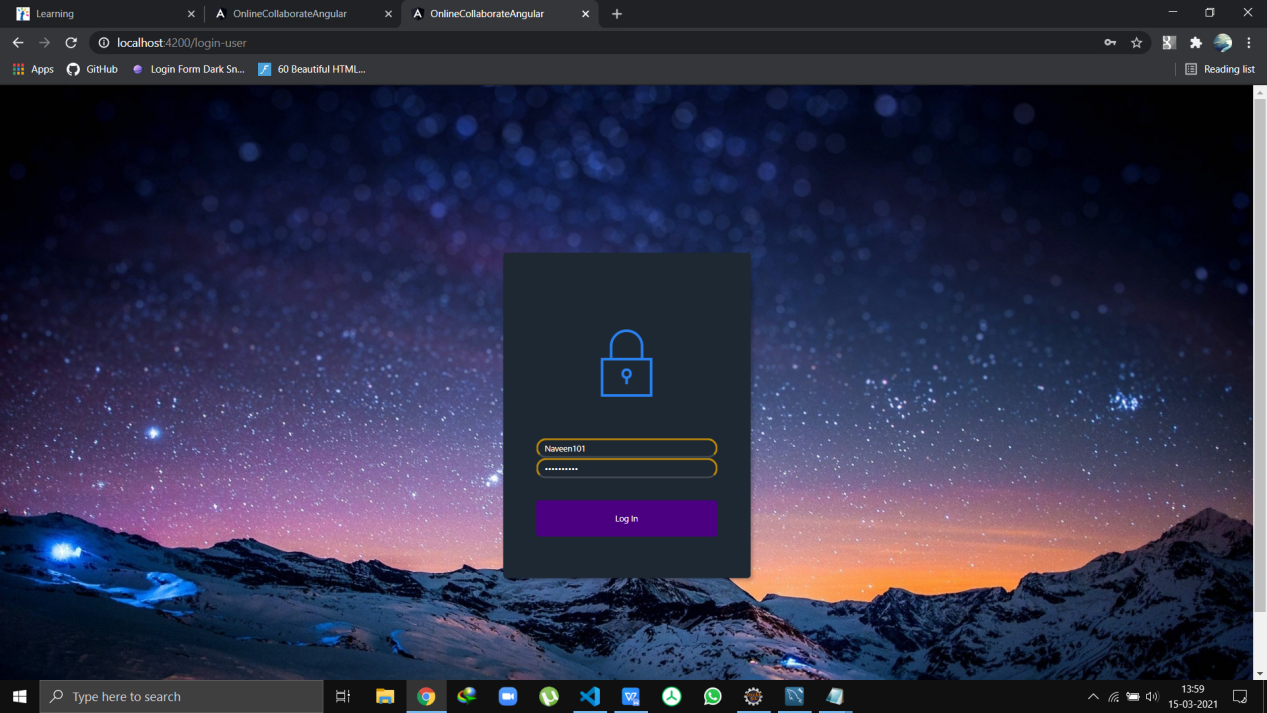 Learning
OnlineCollaborateAngular
OnlineCollaborateAngular
localhost:4200/login-user
Apps
GitHub
Login Form Dark Sn...
60 Beautiful HTML...
Reading list
Naveen101
••••••••••
Log In
Type here to search
13:59
15-03-2021